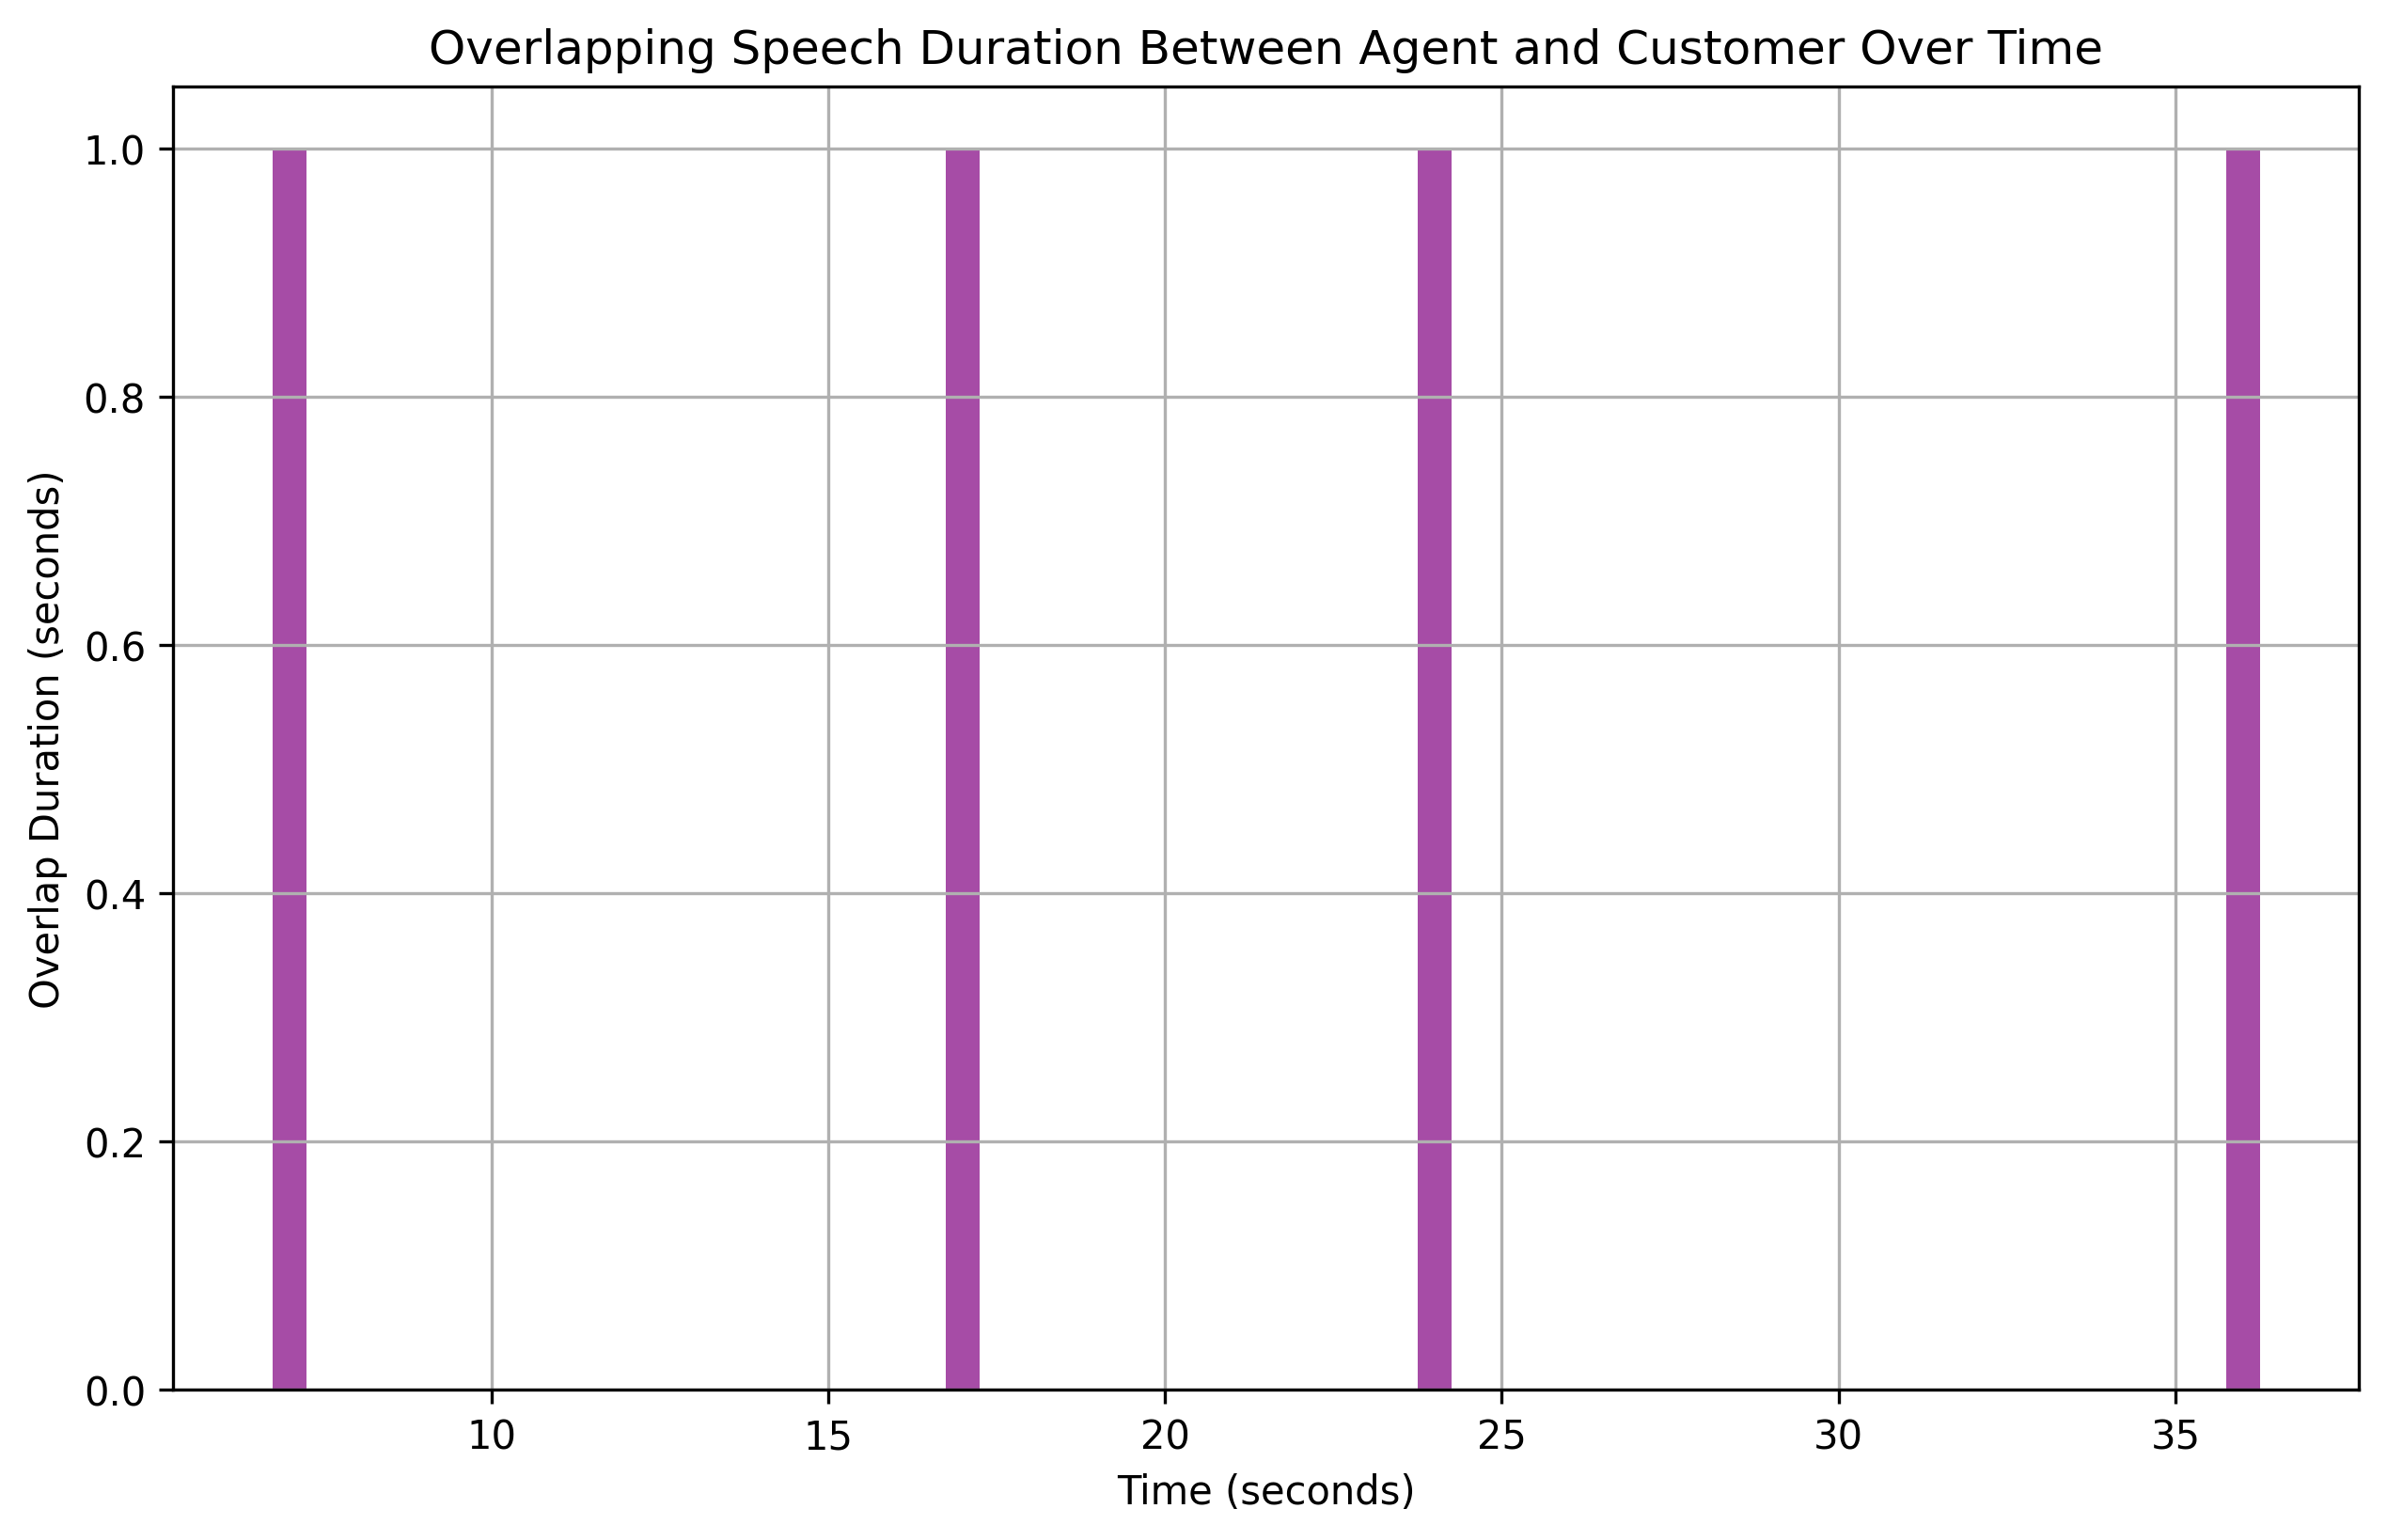 Overlapping Speech Duration Between Agent and Customer Over Time
Overlap Duration (seconds)
1.0
0.8
0.6
0.4
0.2
0.0
10 15 20 25 30 35
Time (seconds)